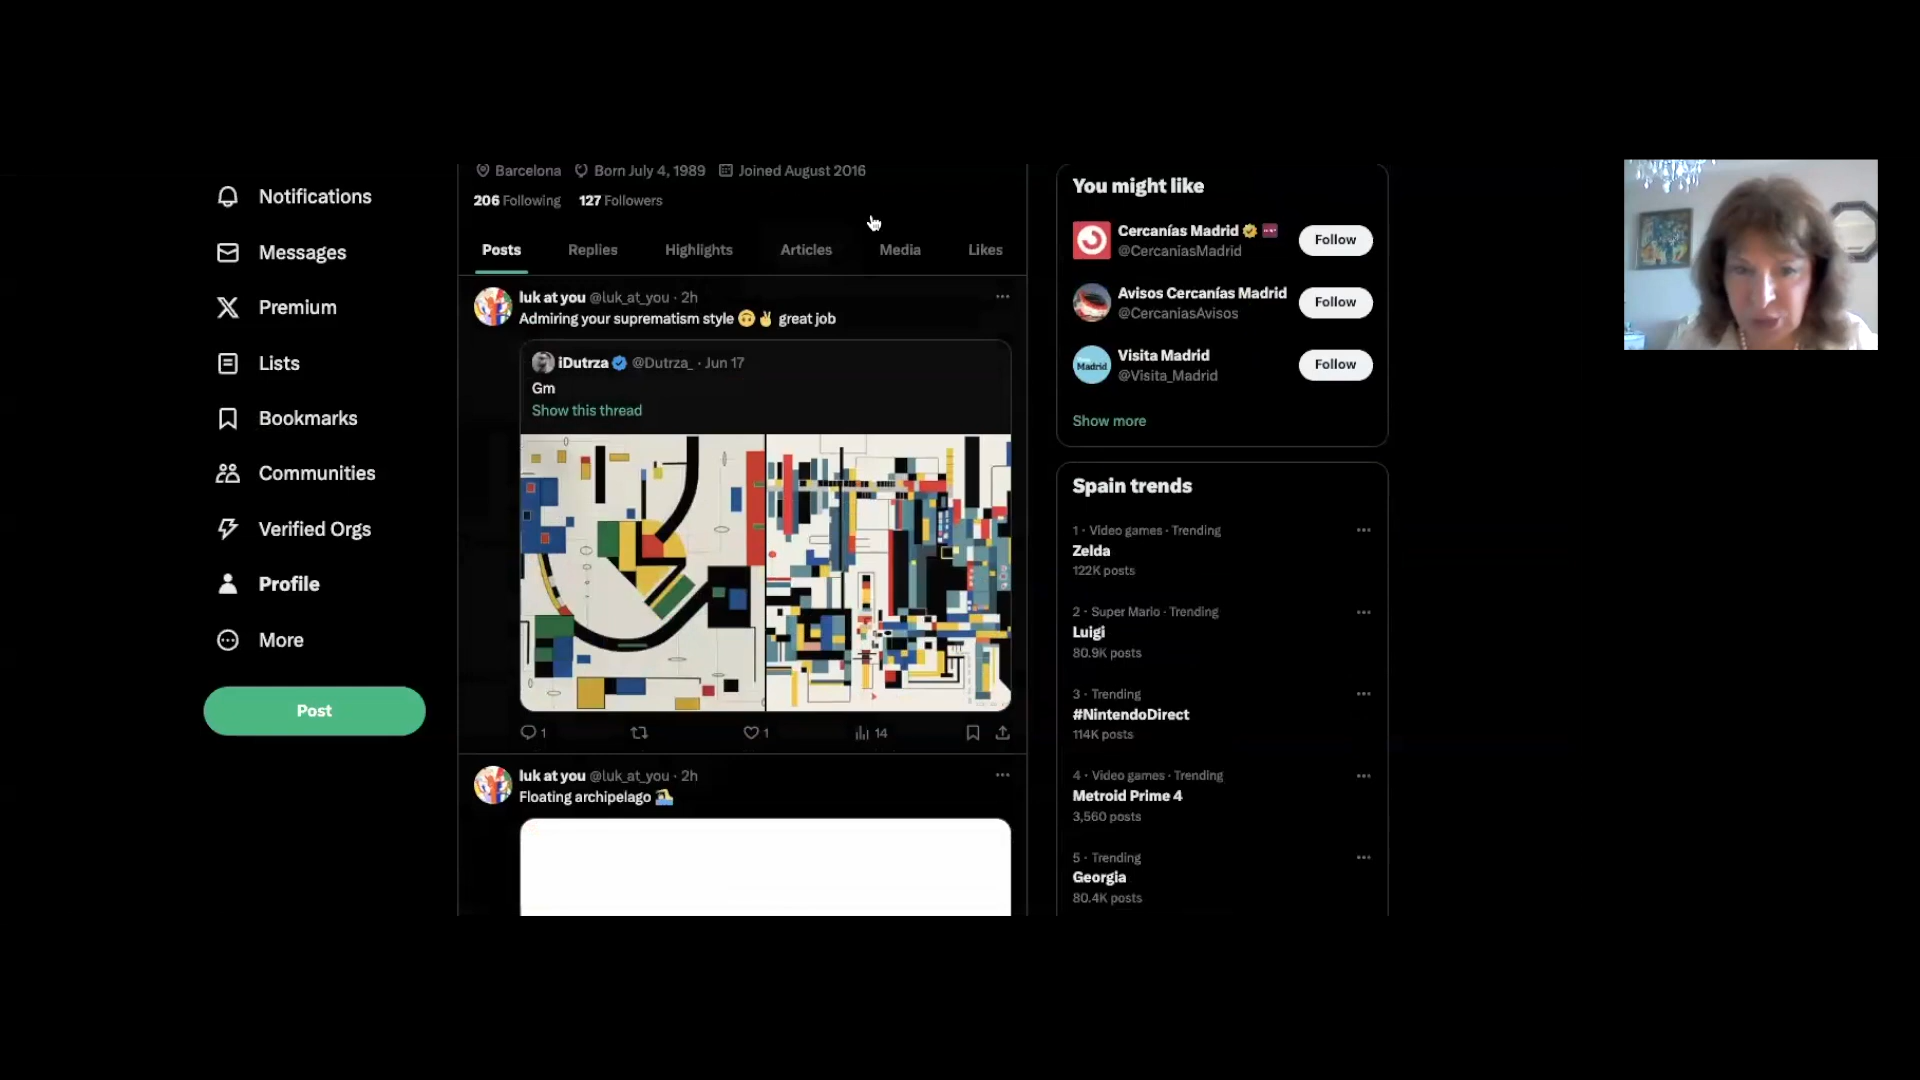 Notifications
Messages
Premium
Lists
Bookmarks
Communities
Verified Orgs
Profile
More
Post
Barcelona Born July 4, 1989 Joined August 2016
206 Following 127 Followers
Posts Replies Highlights Articles Media Likes
luk at you @luk_at_you · 2h
Admiring your suprematism style 🙃✌️ great job
iDutrza @Dutrza_ · Jun 17
Gm
Show this thread
1 1 14
luk at you @luk_at_you · 2h
Floating archipelago 🏊
You might like
Cercanías Madrid
@CercaniasMadrid
Follow
Avisos Cercanías Madrid
@CercaniasAvisos
Follow
Madrid
Visita Madrid
@Visita_Madrid
Follow
Show more
Spain trends
1 · Video games · Trending
Zelda
122K posts
2 · Super Mario · Trending
Luigi
80.9K posts
3 · Trending
#NintendoDirect
114K posts
4 · Video games · Trending
Metroid Prime 4
3,560 posts
5 · Trending
Georgia
80.4K posts